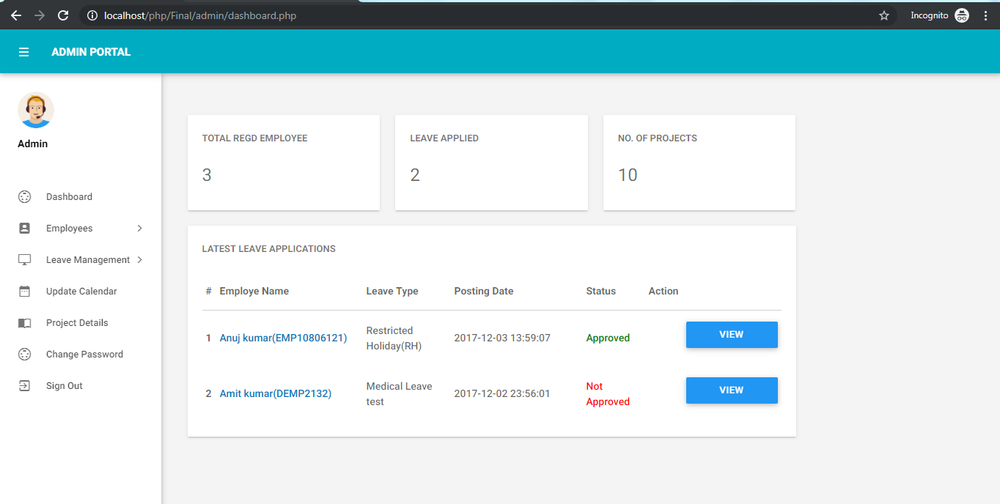 localhost/php/Final/admin/dashboard.php
Incognito
ADMIN PORTAL
Admin
Dashboard
Employees
Leave Management
Update Calendar
Project Details
Change Password
Sign Out
TOTAL REGD EMPLOYEE
3
LEAVE APPLIED
2
NO. OF PROJECTS
10
LATEST LEAVE APPLICATIONS
# Employe Name Leave Type Posting Date Status Action
1 Anuj kumar(EMP10806121) Restricted Holiday(RH) 2017-12-03 13:59:07 Approved VIEW
2 Amit kumar(DEMP2132) Medical Leave test 2017-12-02 23:56:01 Not Approved VIEW